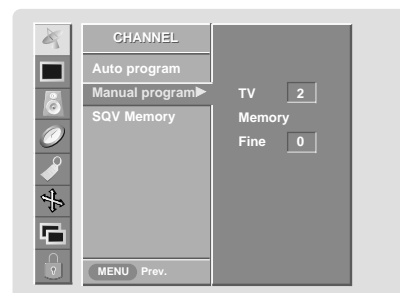 CHANNEL
Auto program
Manual program▶
SQV Memory
TV 2
Memory
Fine 0
MENU Prev.